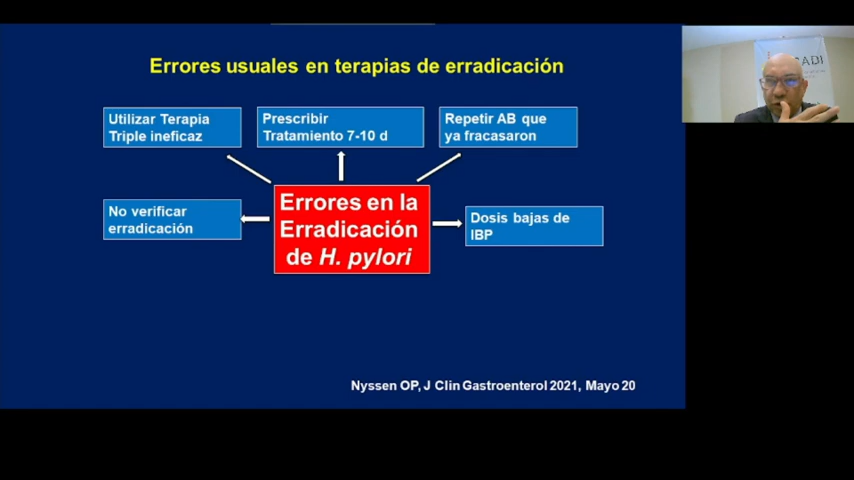 Errores usuales en terapias de erradicación
Utilizar Terapia
Triple ineficaz
Prescribir
Tratamiento 7-10 d
Repetir AB que
ya fracasaron
No verificar
erradicación
Errores en la
Erradicación
de H. pylori
Dosis bajas de
IBP
Nyssen OP, J Clin Gastroenterol 2021, Mayo 20